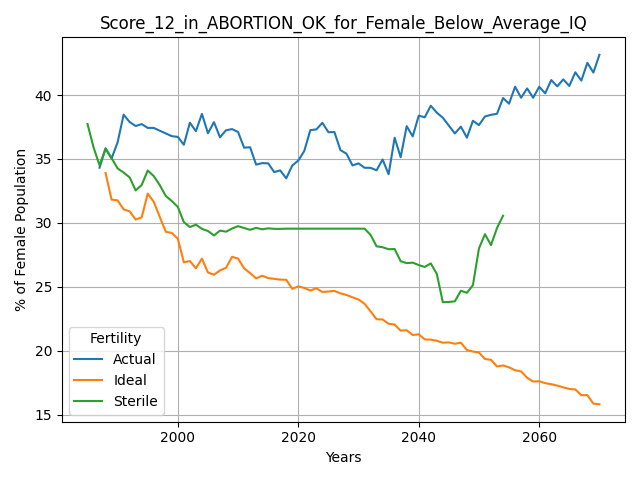 Score_12_in_ABORTION_OK_for_Female_Below_Average_IQ
% of Female Population
40
35
30
25
20
15
Fertility
Actual
Ideal
Sterile
2000
2020
2040
2060
Years